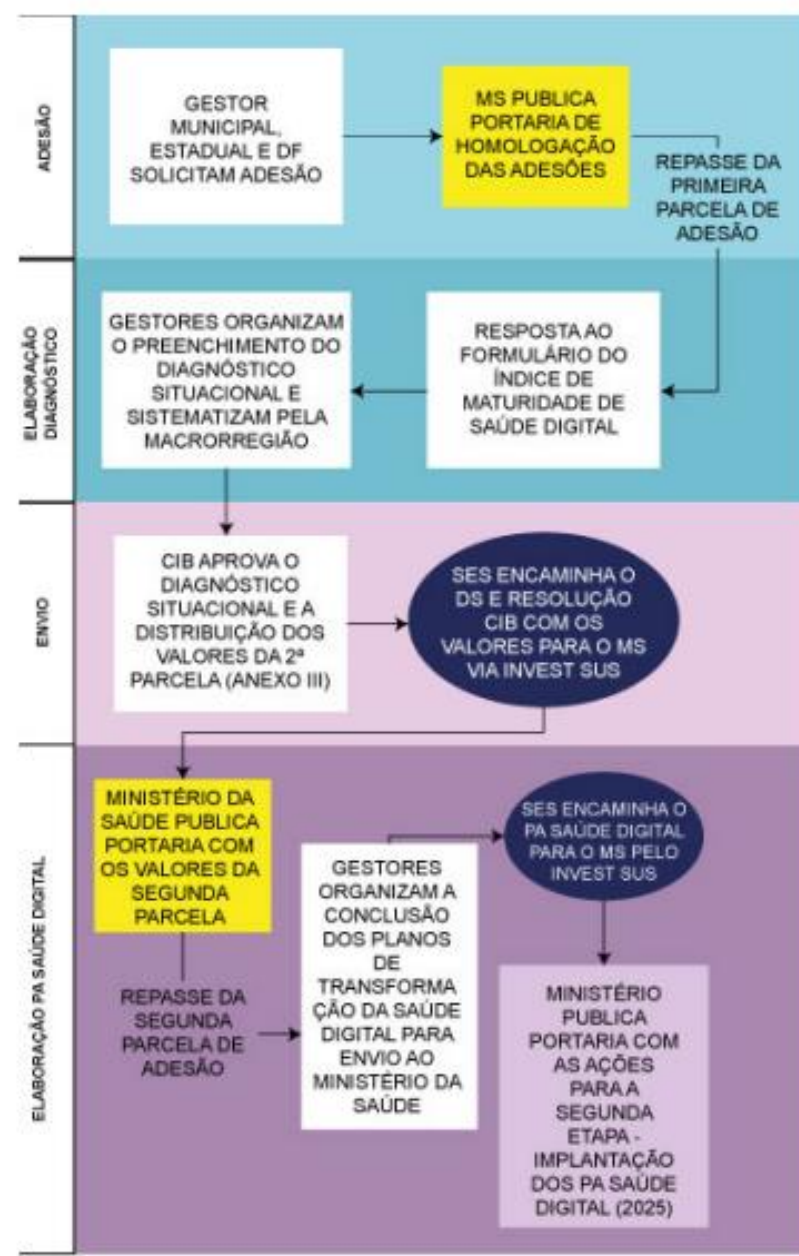 ADESÃO
GESTOR
MUNICIPAL,
ESTADUAL E DF
SOLICITAM ADESÃO
MS PUBLICA
PORTARIA DE
HOMOLOGAÇÃO
DAS ADESÕES
REPASSE DA
PRIMEIRA
PARCELA DE
ADESÃO
ELABORAÇÃO
DIAGNÓSTICO
RESPOSTA AO
FORMULÁRIO DO
ÍNDICE DE
MATURIDADE DE
SAÚDE DIGITAL
GESTORES ORGANIZAM
O PREENCHIMENTO DO
DIAGNÓSTICO
SITUACIONAL E
SISTEMATIZAM PELA
MACRORREGIÃO
ENVIO
CIB APROVA O
DIAGNÓSTICO
SITUACIONAL E A
DISTRIBUIÇÃO DOS
VALORES DA 2ª
PARCELA (ANEXO III)
SES ENCAMINHA O
DS E RESOLUÇÃO
CIB COM OS
VALORES PARA O MS
VIA INVEST SUS
ELABORAÇÃO PA SAÚDE DIGITAL
MINISTÉRIO DA
SAÚDE PUBLICA
PORTARIA COM
OS VALORES DA
SEGUNDA
PARCELA
REPASSE DA
SEGUNDA
PARCELA DE
ADESÃO
GESTORES
ORGANIZAM A
CONCLUSÃO
DOS PLANOS
DE
TRANSFORMA
ÇÃO DA SAÚDE
DIGITAL PARA
ENVIO AO
MINISTÉRIO DA
SAÚDE
SES ENCAMINHA O
PA SAÚDE DIGITAL
PARA O MS PELO
INVEST SUS
MINISTÉRIO
PUBLICA
PORTARIA COM
AS AÇÕES
PARA A
SEGUNDA
ETAPA -
IMPLANTAÇÃO
DOS PA SAÚDE
DIGITAL (2025)